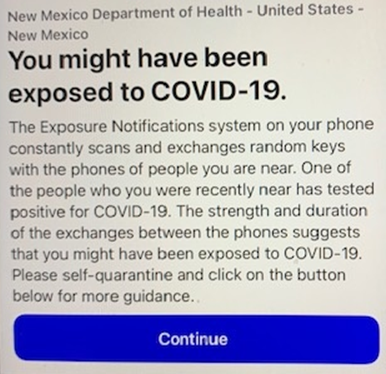 New Mexico Department of Health - United States -
New Mexico
You might have been
exposed to COVID-19.
The Exposure Notifications system on your phone
constantly scans and exchanges random keys
with the phones of people you are near. One of
the people who you were recently near has tested
positive for COVID-19. The strength and duration
of the exchanges between the phones suggests
that you might have been exposed to COVID-19.
Please self-quarantine and click on the button
below for more guidance.
Continue